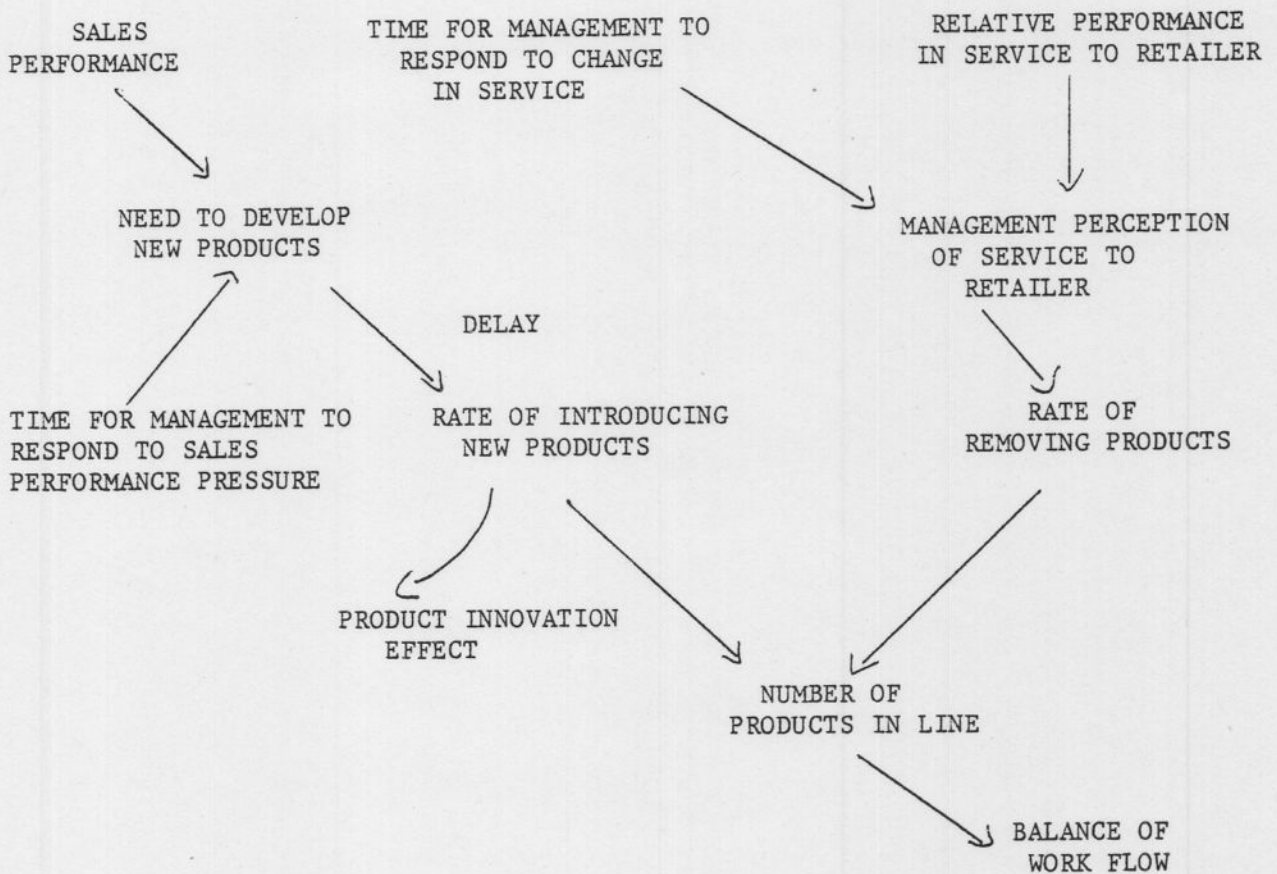 SALES
PERFORMANCE
TIME FOR MANAGEMENT TO
RESPOND TO CHANGE
IN SERVICE
RELATIVE PERFORMANCE
IN SERVICE TO RETAILER
NEED TO DEVELOP
NEW PRODUCTS
MANAGEMENT PERCEPTION
OF SERVICE TO
RETAILER
DELAY
TIME FOR MANAGEMENT TO
RESPOND TO SALES
PERFORMANCE PRESSURE
RATE OF INTRODUCING
NEW PRODUCTS
RATE OF
REMOVING PRODUCTS
PRODUCT INNOVATION
EFFECT
NUMBER OF
PRODUCTS IN LINE
BALANCE OF
WORK FLOW